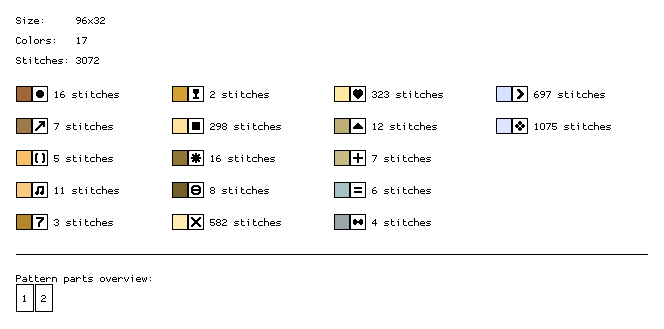 Size: 96x32
Colors: 17
Stitches: 3072
16 stitches 2 stitches 323 stitches 697 stitches
7 stitches 298 stitches 12 stitches 1075 stitches
5 stitches 16 stitches 7 stitches
11 stitches 8 stitches 6 stitches
7 3 stitches 582 stitches 4 stitches
Pattern parts overview:
1 2